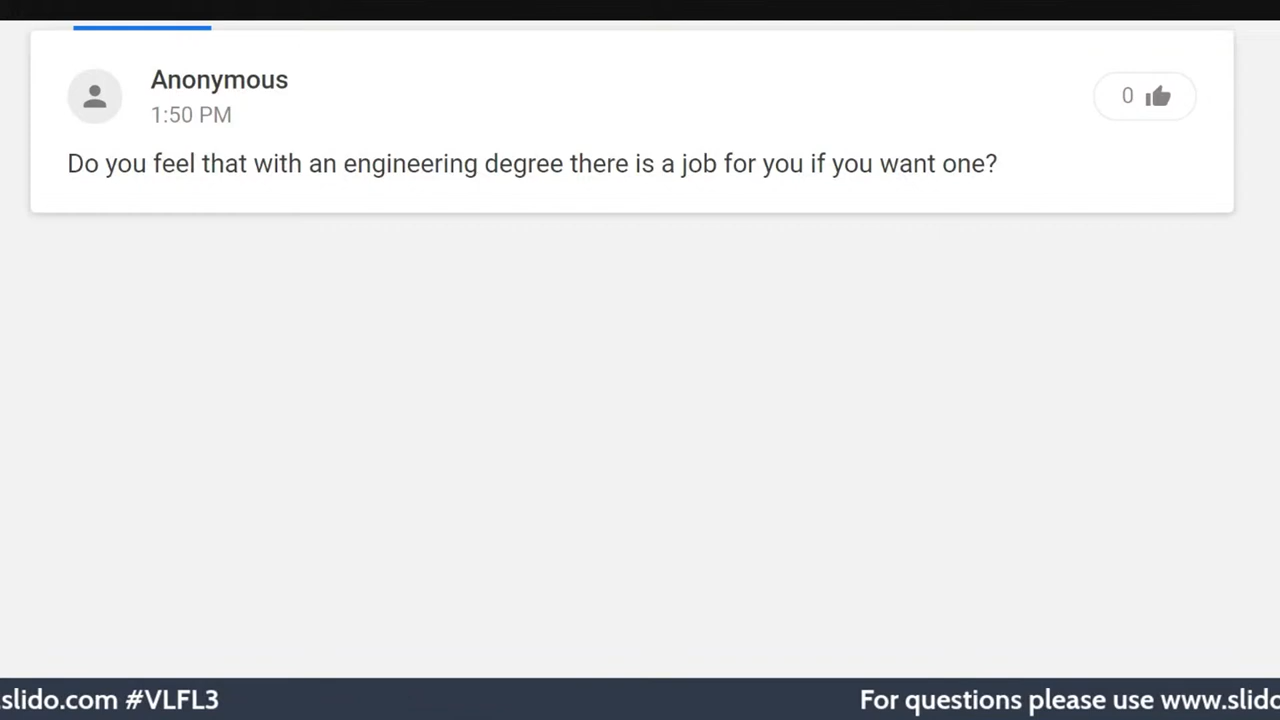 Anonymous
1:50 PM
0
Do you feel that with an engineering degree there is a job for you if you want one?
slido.com #VLFL3
For questions please use www.slido